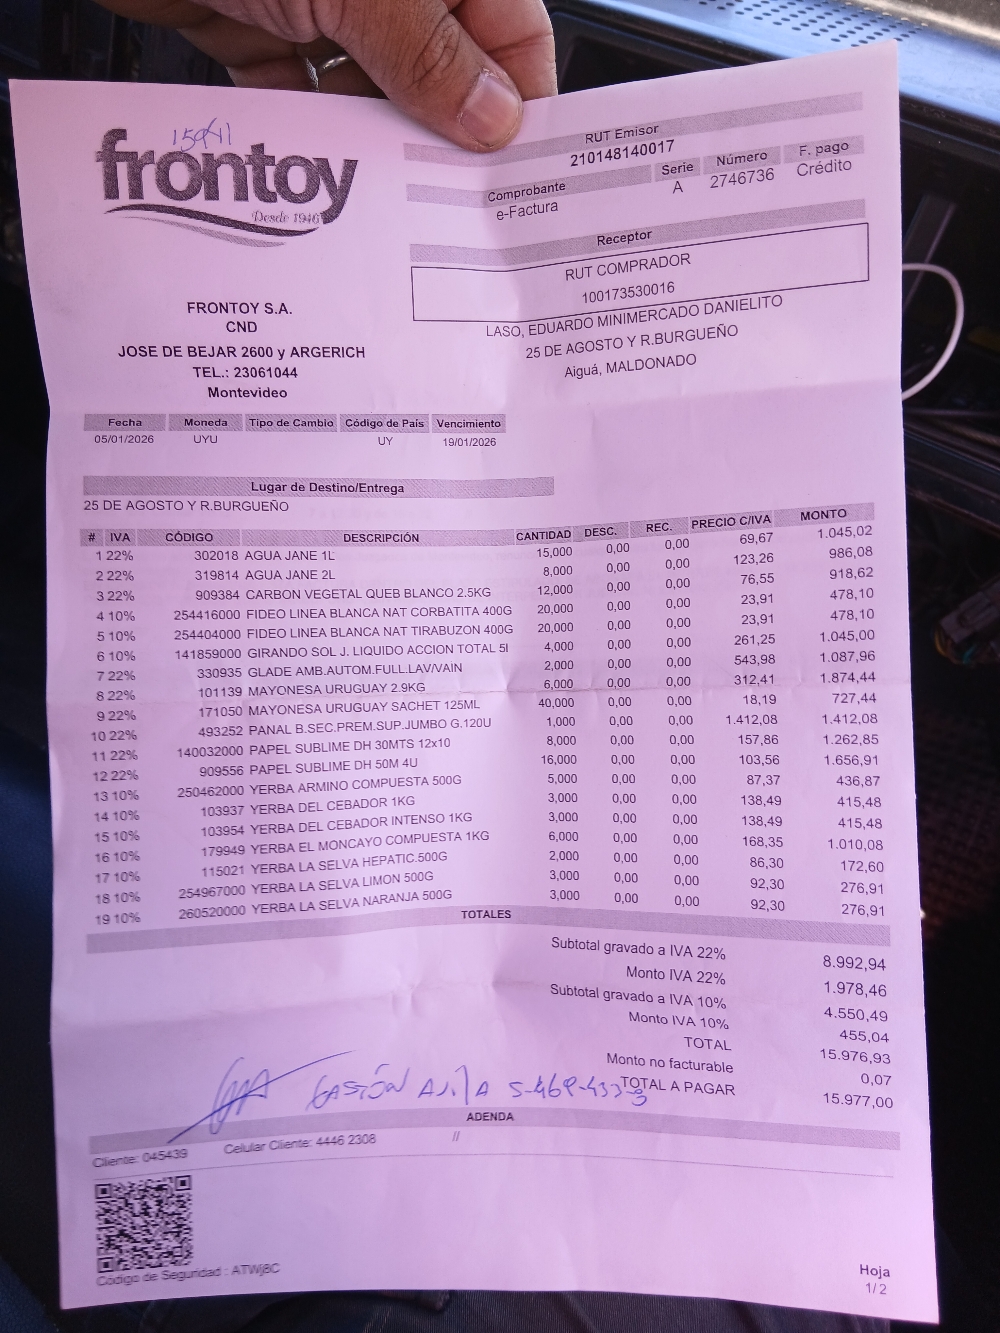 15941
frontoy
Desde 1946
RUT Emisor
210148140017
Comprobante Serie Número F. pago
e-Factura A 2746736 Crédito
Receptor
RUT COMPRADOR
100173530016
LASO, EDUARDO MINIMERCADO DANIELITO
25 DE AGOSTO Y R.BURGUEÑO
Aiguá, MALDONADO
FRONTOY S.A.
CND
JOSE DE BEJAR 2600 y ARGERICH
TEL.: 23061044
Montevideo
Fecha Moneda Tipo de Cambio Código de País Vencimiento
05/01/2026 UYU UY 19/01/2026
Lugar de Destino/Entrega
25 DE AGOSTO Y R.BURGUEÑO
# IVA CÓDIGO DESCRIPCIÓN CANTIDAD DESC. REC. PRECIO C/IVA MONTO
1 22% 302018 AGUA JANE 1L 15,000 0,00 0,00 69,67 1.045,02
2 22% 319814 AGUA JANE 2L 8,000 0,00 0,00 123,26 986,08
3 22% 909384 CARBON VEGETAL QUEB BLANCO 2.5KG 12,000 0,00 0,00 76,55 918,62
4 10% 254416000 FIDEO LINEA BLANCA NAT CORBATITA 400G 20,000 0,00 0,00 23,91 478,10
5 10% 254404000 FIDEO LINEA BLANCA NAT TIRABUZON 400G 20,000 0,00 0,00 23,91 478,10
6 10% 141859000 GIRANDO SOL J. LIQUIDO ACCION TOTAL 5l 4,000 0,00 0,00 261,25 1.045,00
7 22% 330935 GLADE AMB.AUTOM.FULL.LAV/VAIN 2,000 0,00 0,00 543,98 1.087,96
8 22% 101139 MAYONESA URUGUAY 2.9KG 6,000 0,00 0,00 312,41 1.874,44
9 22% 171050 MAYONESA URUGUAY SACHET 125ML 40,000 0,00 0,00 18,19 727,44
10 22% 493252 PANAL B.SEC.PREM.SUP.JUMBO G.120U 1,000 0,00 0,00 1.412,08 1.412,08
11 22% 140032000 PAPEL SUBLIME DH 30MTS 12x10 8,000 0,00 0,00 157,86 1.262,85
12 22% 909556 PAPEL SUBLIME DH 50M 4U 16,000 0,00 0,00 103,56 1.656,91
13 10% 250462000 YERBA ARMINO COMPUESTA 500G 5,000 0,00 0,00 87,37 436,87
14 10% 103937 YERBA DEL CEBADOR 1KG 3,000 0,00 0,00 138,49 415,48
15 10% 103954 YERBA DEL CEBADOR INTENSO 1KG 3,000 0,00 0,00 138,49 415,48
16 10% 179949 YERBA EL MONCAYO COMPUESTA 1KG 6,000 0,00 0,00 168,35 1.010,08
17 10% 115021 YERBA LA SELVA HEPATIC.500G 2,000 0,00 0,00 86,30 172,60
18 10% 254967000 YERBA LA SELVA LIMON 500G 3,000 0,00 0,00 92,30 276,91
19 10% 260520000 YERBA LA SELVA NARANJA 500G 3,000 0,00 0,00 92,30 276,91
TOTALES
Subtotal gravado a IVA 22% 8.992,94
Monto IVA 22% 1.978,46
Subtotal gravado a IVA 10% 4.550,49
Monto IVA 10% 455,04
TOTAL 15.976,93
Monto no facturable 0,07
TOTAL A PAGAR 15.977,00
GASTÓN 5-469-433-3
ADENDA
Cliente: 045439 Celular Cliente: 4446 2308 //
Código de Seguridad : ATWj8C
Hoja
1/ 2